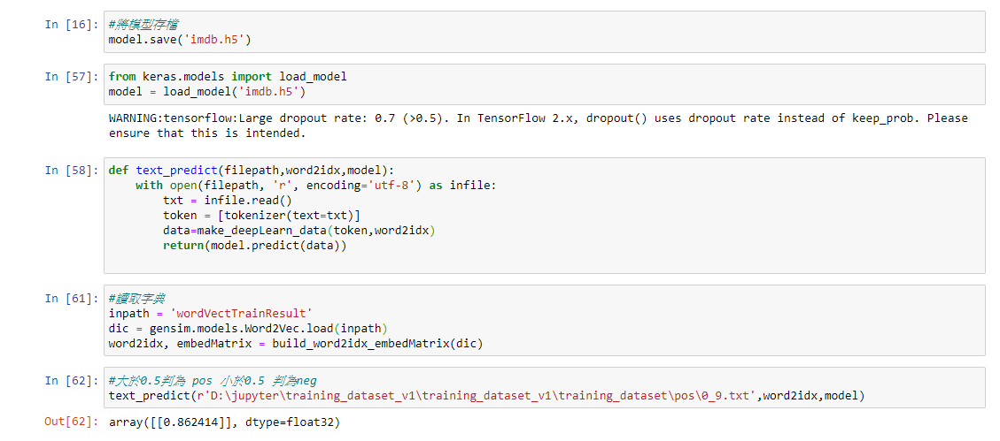 In [16]: #將模型存檔
model.save('imdb.h5')
In [57]: from keras.models import load_model
model = load_model('imdb.h5')
WARNING:tensorflow:Large dropout rate: 0.7 (>0.5). In TensorFlow 2.x, dropout() uses dropout rate instead of keep_prob. Please
ensure that this is intended.
In [58]: def text_predict(filepath,word2idx,model):
    with open(filepath, 'r', encoding='utf-8') as infile:
        txt = infile.read()
        token = [tokenizer(text=txt)]
        data=make_deepLearn_data(token,word2idx)
        return(model.predict(data))
In [61]: #讀取字典
inpath = 'wordVectTrainResult'
dic = gensim.models.Word2Vec.load(inpath)
word2idx, embedMatrix = build_word2idx_embedMatrix(dic)
In [62]: #大於0.5判為 pos 小於0.5 判為neg
text_predict(r'D:\jupyter\training_dataset_v1\training_dataset_v1\training_dataset\pos\0_9.txt',word2idx,model)
Out[62]: array([[0.862414]], dtype=float32)